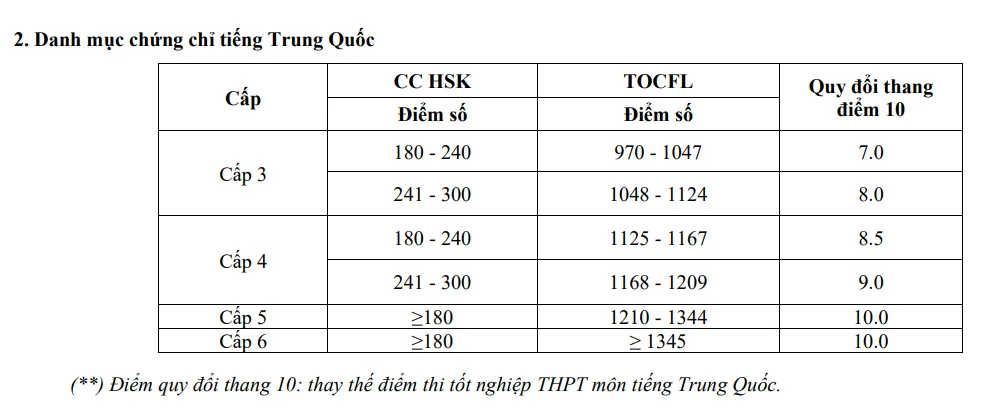 2. Danh mục chứng chỉ tiếng Trung Quốc
Cấp CC HSK TOCFL Quy đổi thang điểm 10
Điểm số Điểm số
Cấp 3 180 - 240 970 - 1047 7.0
241 - 300 1048 - 1124 8.0
Cấp 4 180 - 240 1125 - 1167 8.5
241 - 300 1168 - 1209 9.0
Cấp 5 ≥180 1210 - 1344 10.0
Cấp 6 ≥180 ≥ 1345 10.0
(**) Điểm quy đổi thang 10: thay thế điểm thi tốt nghiệp THPT môn tiếng Trung Quốc.